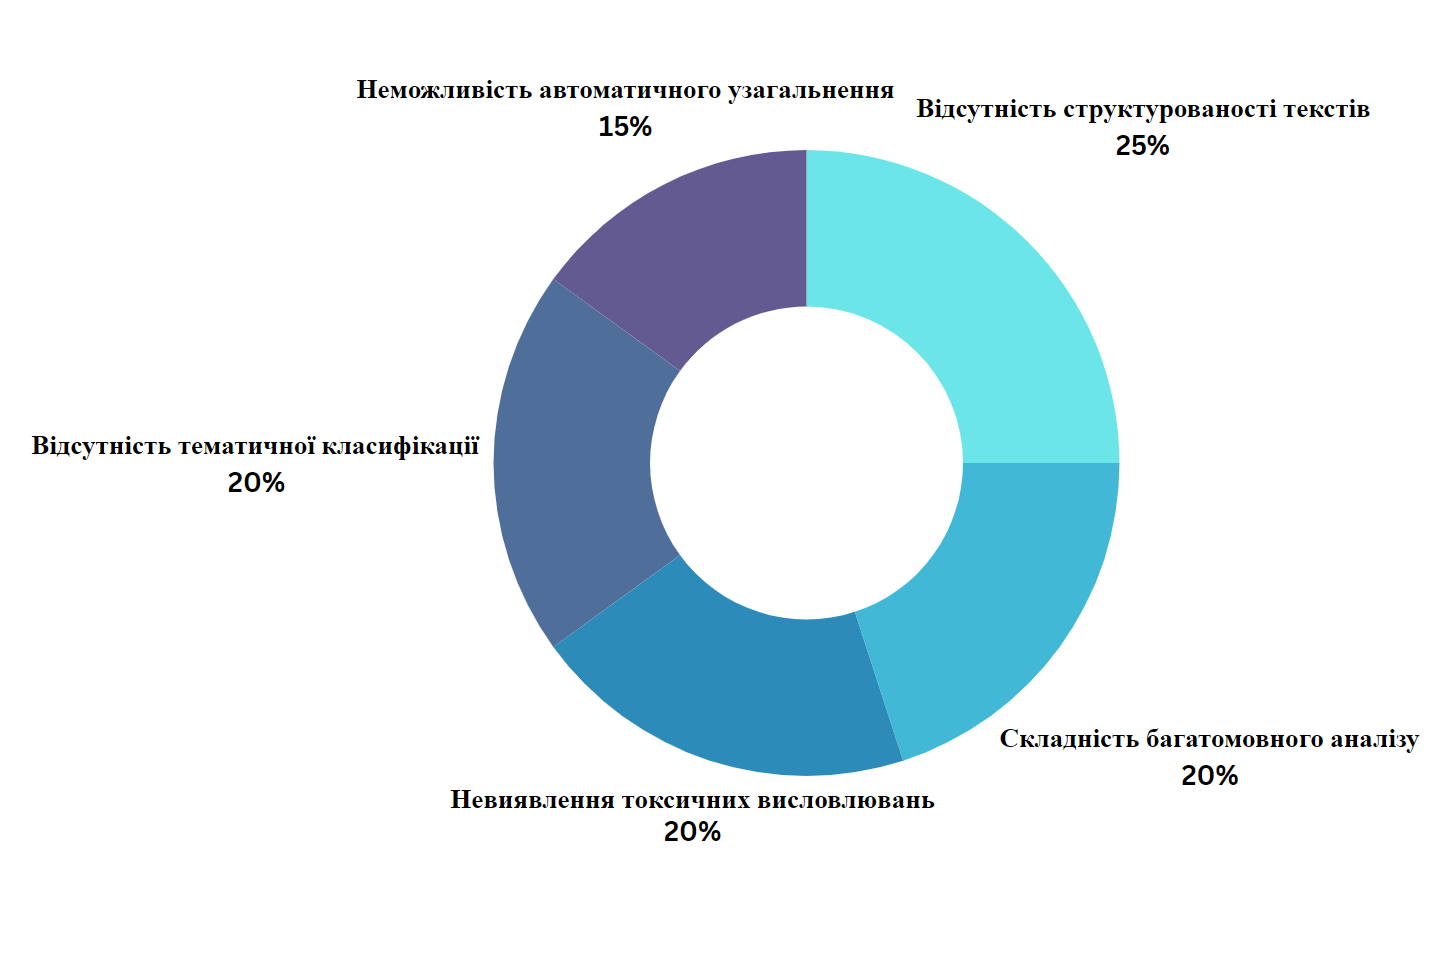 Неможливість автоматичного узагальнення
15%
Відсутність структурованості текстів
25%
Відсутність тематичної класифікації
20%
Складність багатомовного аналізу
20%
Невиявлення токсичних висловлювань
20%